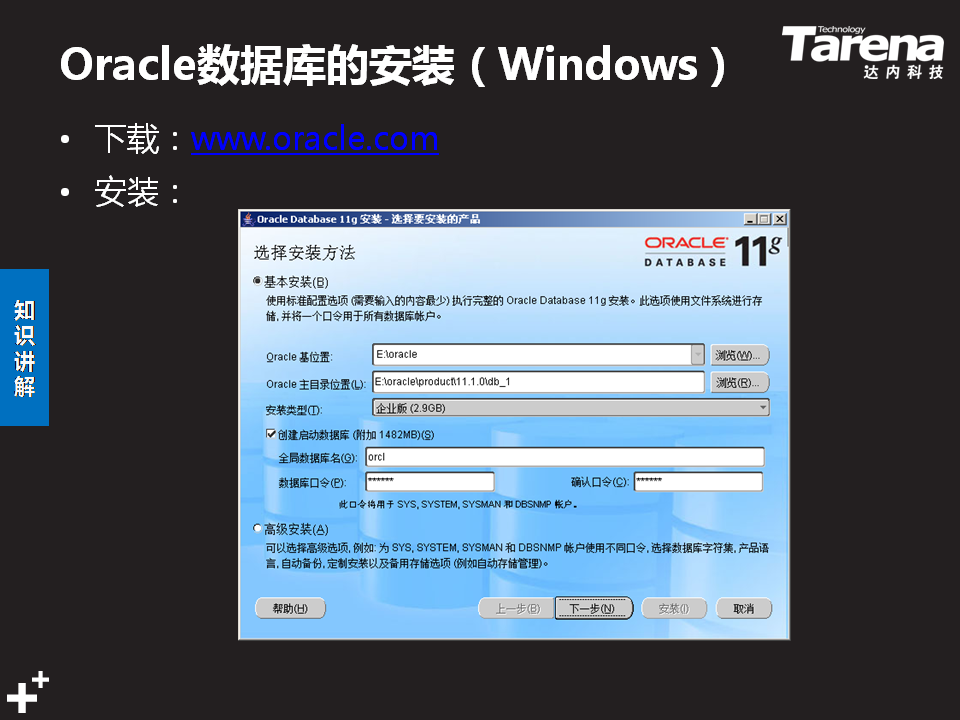 Oracle数据库的安装（Windows）
Technology
Tarena
达内科技
• 下载：www.oracle.com
• 安装：
知识讲解
Oracle Database 11g 安装 - 选择要安装的产品
选择安装方法
ORACLE
DATABASE
11g
基本安装(B)
使用标准配置选项 (需要输入的内容最少) 执行完整的 Oracle Database 11g 安装。此选项使用文件系统进行存
储, 并将一个口令用于所有数据库帐户。
Oracle 基位置: E:\oracle 浏览(W)...
Oracle 主目录位置(L): E:\oracle\product\11.1.0\db_1 浏览(R)...
安装类型(T): 企业版 (2.9GB)
创建启动数据库 (附加 1482MB)(S)
全局数据库名(G): orcl
数据库口令(P): ****** 确认口令(C): ******
此口令将用于 SYS, SYSTEM, SYSMAN 和 DBSNMP 帐户。
高级安装(A)
可以选择高级选项, 例如: 为 SYS, SYSTEM, SYSMAN 和 DBSNMP 帐户使用不同口令, 选择数据库字符集, 产品语
言, 自动备份, 定制安装以及备用存储选项 (例如自动存储管理)。
帮助(H) 上一步(B) 下一步(N) 安装(I) 取消